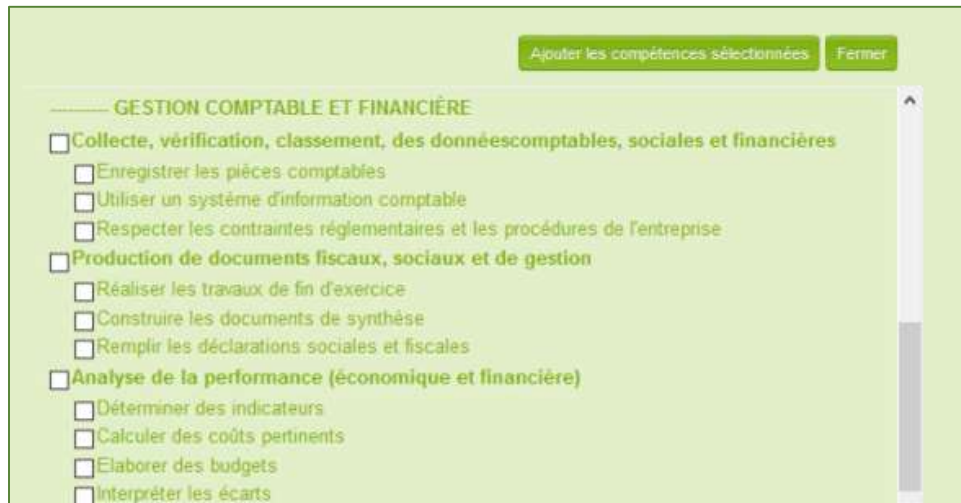 Ajouter les compétences sélectionnées Fermer
---------- GESTION COMPTABLE ET FINANCIÈRE
Collecte, vérification, classement, des donnéescomptables, sociales et financières
Enregistrer les pièces comptables
Utiliser un système d'information comptable
Respecter les contraintes réglementaires et les procédures de l'entreprise
Production de documents fiscaux, sociaux et de gestion
Réaliser les travaux de fin d'exercice
Construire les documents de synthèse
Remplir les déclarations sociales et fiscales
Analyse de la performance (économique et financière)
Déterminer des indicateurs
Calculer des coûts pertinents
Elaborer des budgets
Interpréter les écarts